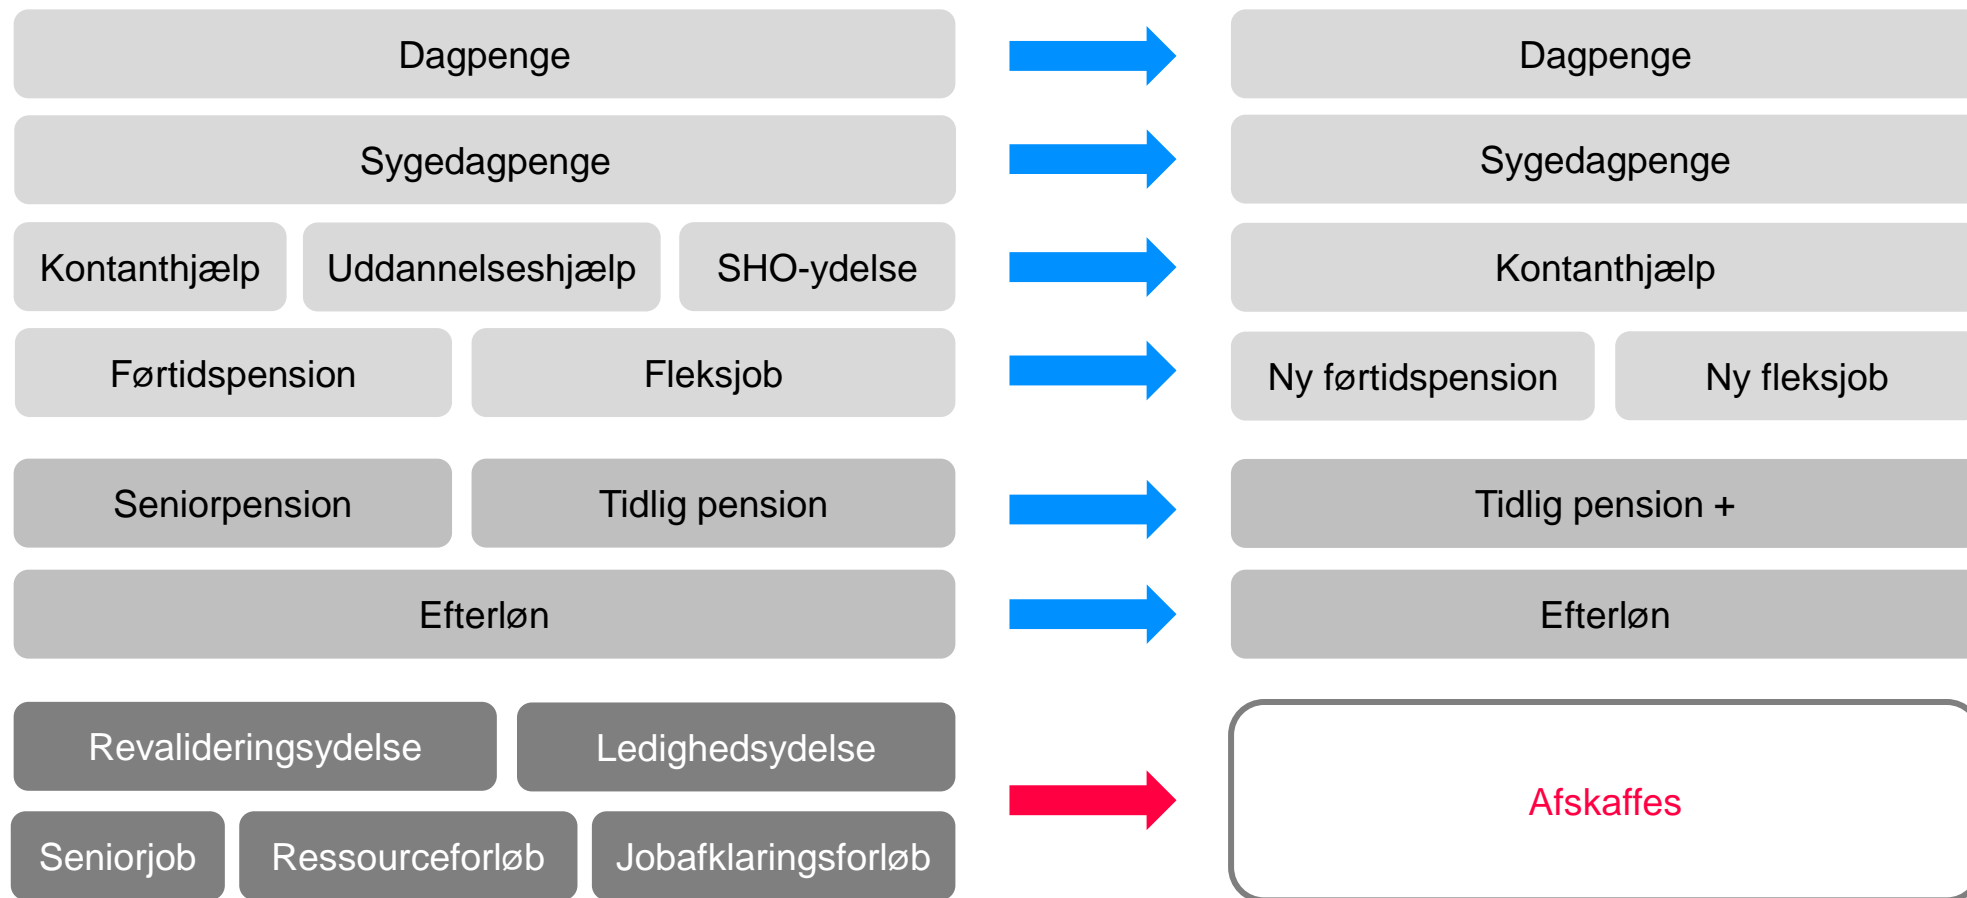 Dagpenge
Dagpenge
Sygedagpenge
Sygedagpenge
Kontanthjælp
Uddannelseshjælp
SHO-ydelse
Kontanthjælp
Førtidspension
Fleksjob
Ny førtidspension
Ny fleksjob
Seniorpension
Tidlig pension
Tidlig pension +
Efterløn
Efterløn
Revalideringsydelse
Ledighedsydelse
Afskaffes
Seniorjob
Ressourceforløb
Jobafklaringsforløb